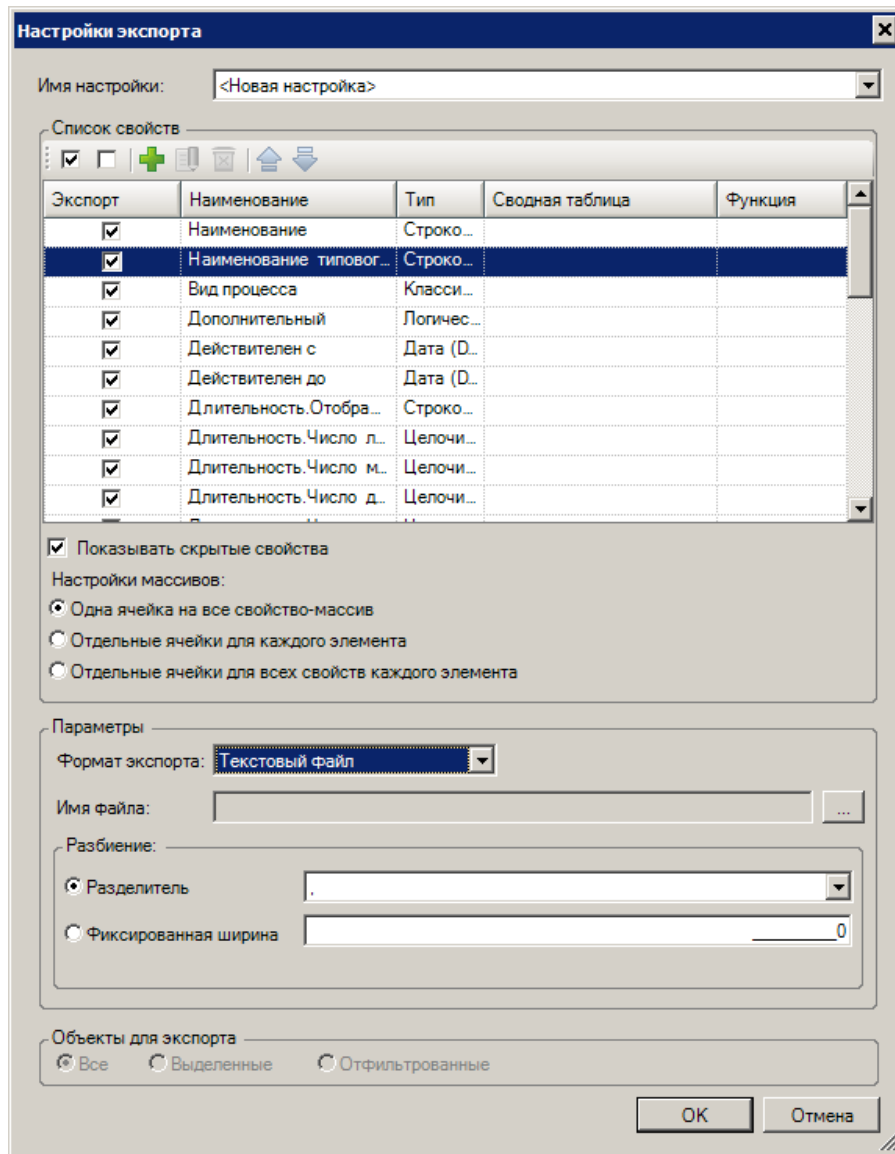 Настройки экспорта
Имя настройки: <Новая настройка>
Список свойств
Экспорт Наименование Тип Сводная таблица Функция
Наименование Строко...
Наименование типовог... Строко...
Вид процесса Класси...
Дополнительный Логичес...
Действителен с Дата (D...
Действителен до Дата (D...
Длительность.Отобра... Строко...
Длительность.Число л... Целочи...
Длительность.Число м... Целочи...
Длительность.Число д... Целочи...
Показывать скрытые свойства
Настройки массивов:
Одна ячейка на все свойство-массив
Отдельные ячейки для каждого элемента
Отдельные ячейки для всех свойств каждого элемента
Параметры
Формат экспорта: Текстовый файл
Имя файла: ...
Разбиение:
Разделитель ,
Фиксированная ширина _________0
Объекты для экспорта
Все Выделенные Отфильтрованные
OK Отмена